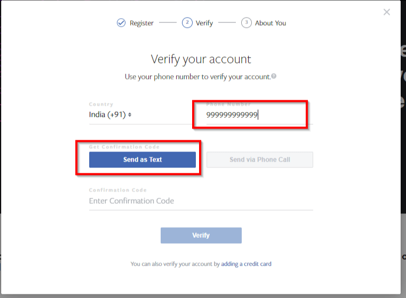 Register 2 Verify 3 About You
Verify your account
Use your phone number to verify your account.
Country Phone Number
India (+91) 999999999999
Get Confirmation Code
Send as Text Send via Phone Call
Confirmation Code
Enter Confirmation Code
Verify
You can also verify your account by adding a credit card